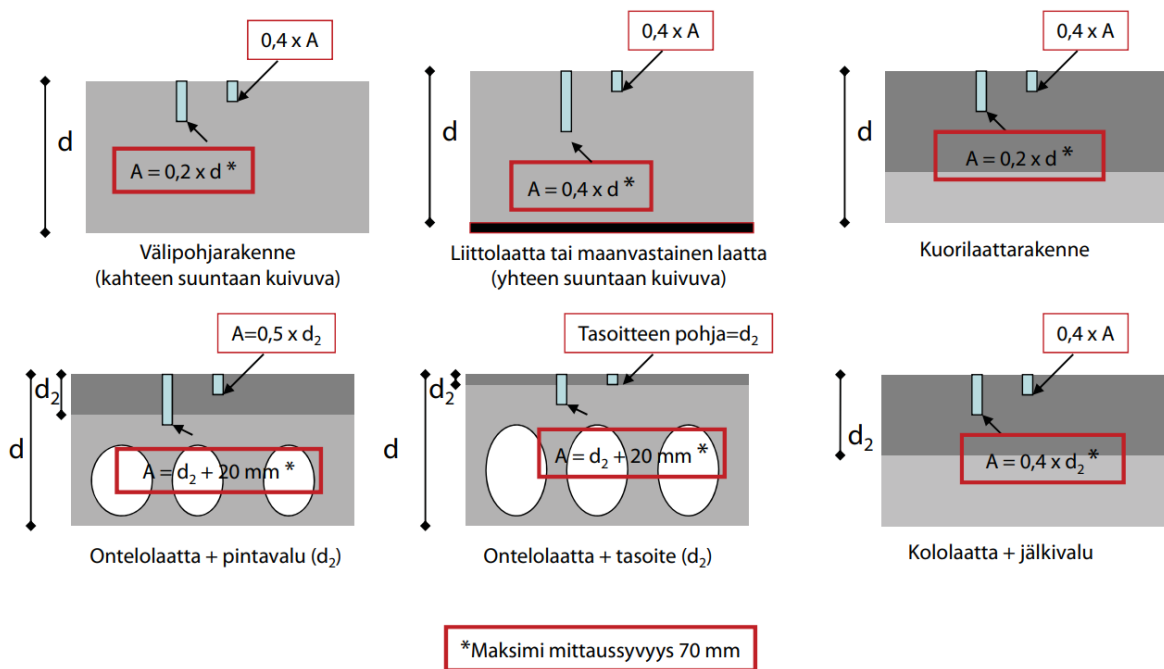 0,4 x A
0,4 x A
0,4 x A
d
d
d
A = 0,2 x d *
A = 0,4 x d *
A = 0,2 x d *
Välipohjarakenne
(kahteen suuntaan kuivuva)
Liittolaatta tai maanvastainen laatta
(yhteen suuntaan kuivuva)
Kuorilaattarakenne
A=0,5 x d₂
Tasoitteen pohja=d₂
0,4 x A
d₂
d
d₂
d
d₂
A = d₂ + 20 mm *
A = d₂ + 20 mm *
A = 0,4 x d₂ *
Ontelolaatta + pintavalu (d₂)
Ontelolaatta + tasoite (d₂)
Kololaatta + jälkivalu
*Maksimi mittaussyvyys 70 mm